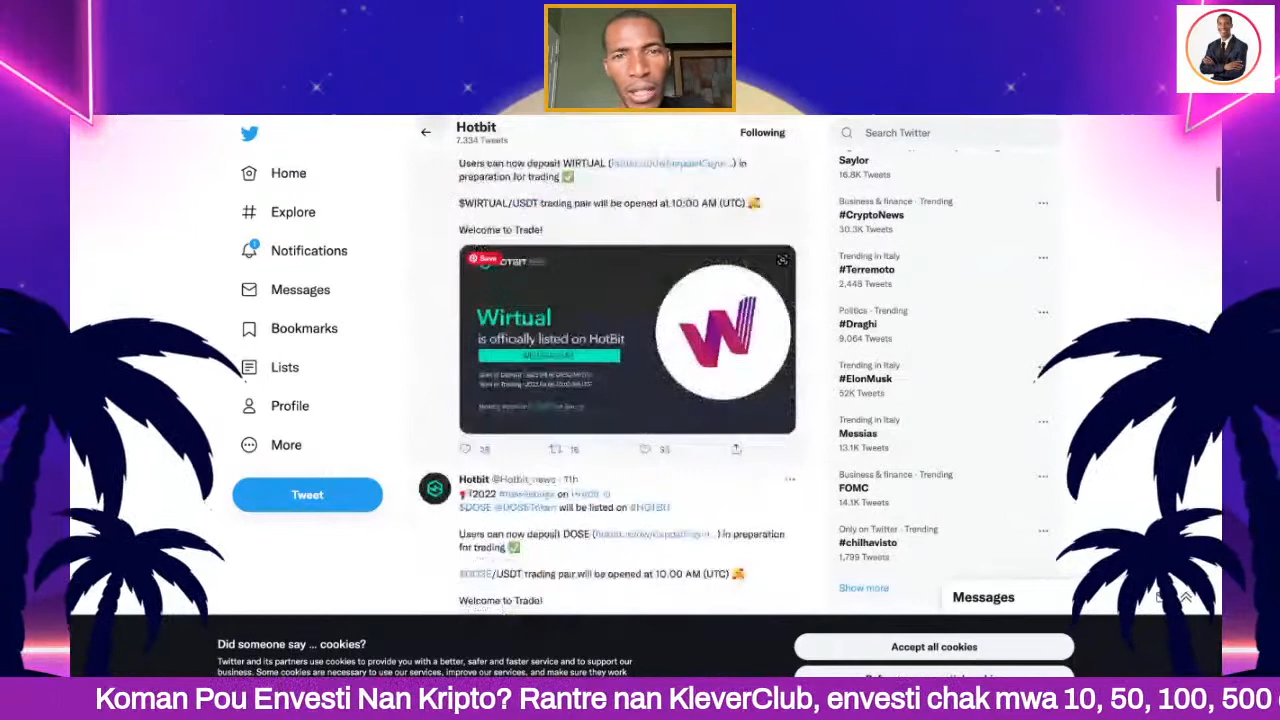 Home
Explore
1
Notifications
Messages
Bookmarks
Lists
Profile
More
Tweet
Hotbit
7,334 Tweets
Following
Users can now deposit WIRTUAL (
) in
preparation for trading ✅
$WIRTUAL/USDT trading pair will be opened at 10:00 AM (UTC) 🥰
Welcome to Trade!
Save
Wirtual
is officially listed on HotBit
28
18
Hotbit @Hotbit_news · 11h
2022
on
$DOSE
will be listed on #HOTBIT
Users can now deposit DOSE (
) in preparation
for trading ✅
/USDT trading pair will be opened at 10:00 AM (UTC) 🥰
Welcome to Trade!
Search Twitter
Saylor
16.8K Tweets
Business & finance · Trending
#CryptoNews
30.3K Tweets
Trending in Italy
#Terremoto
2,448 Tweets
Politics · Trending
#Draghi
9,064 Tweets
Trending in Italy
#ElonMusk
52K Tweets
Trending in Italy
Messias
13.1K Tweets
Business & finance · Trending
FOMC
14.1K Tweets
Only on Twitter · Trending
#chilhavisto
1,799 Tweets
Show more
Messages
Did someone say … cookies?
Twitter and its partners use cookies to provide you with a better, safer and faster service and to support our
business. Some cookies are necessary to use our services, improve our services, and make sure they work
Accept all cookies
Koman Pou Envesti Nan Kripto? Rantre nan KleverClub, envesti chak mwa 10, 50, 100, 500